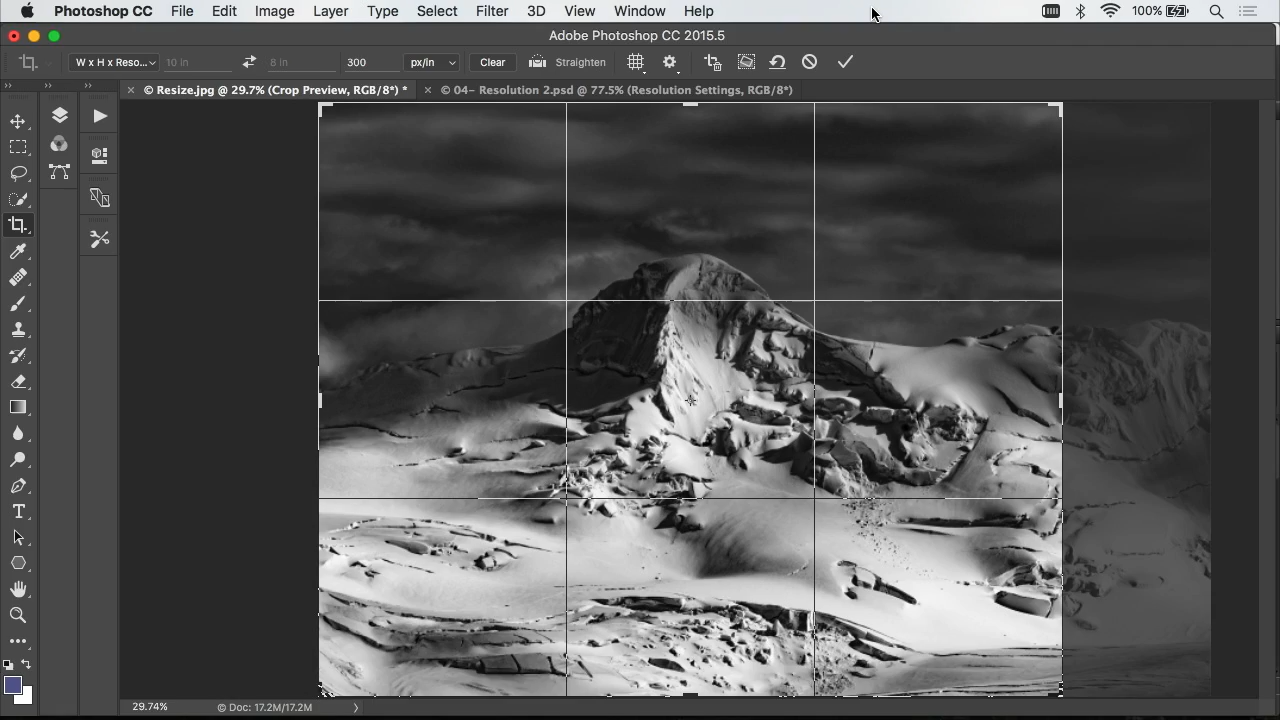 Photoshop CC File Edit Image Layer Type Select Filter 3D View Window Help 100%
Adobe Photoshop CC 2015.5
W x H x Reso... 10 in 8 in 300 px/in Clear Straighten
× © Resize.jpg @ 29.7% (Crop Preview, RGB/8*) * × © 04– Resolution 2.psd @ 77.5% (Resolution Settings, RGB/8*)
29.74% © Doc: 17.2M/17.2M